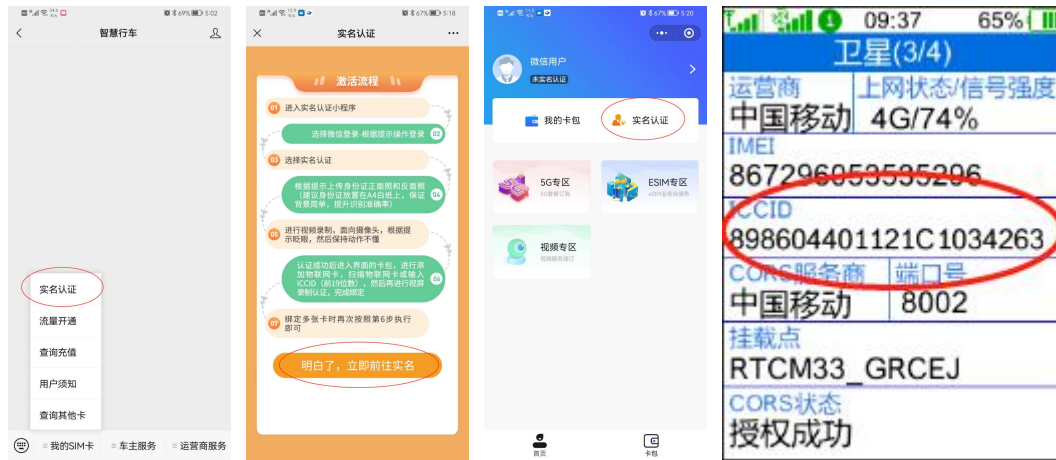 69% 5:02
智慧行车
实名认证
流量开通
查询充值
用户须知
查询其他卡
我的SIM卡
车主服务
运营商服务
67% 5:18
实名认证
激活流程
01 进入实名认证小程序
选择微信登录-根据提示操作登录 02
03 选择实名认证
根据提示上传身份证正面照和反面照
(建议身份证放置在A4白纸上，保证
背景简单，提升识别准确率) 04
05 进行视频录制，面向摄像头，根据提
示眨眼，然后保持动作不懂
认证成功后进入界面的卡包，进行添
加物联网卡，扫描物联网卡或输入
ICCID（前19位数），然后再进行视屏
录制认证，完成绑定 06
07 绑定多张卡时再次按照第6步执行
即可
明白了，立即前往实名
67% 5:20
微信用户
未实名认证
我的卡包
实名认证
5G专区
ESIM专区
视频专区
首页
卡包
1 09:37 65%
卫星(3/4)
运营商 上网状态/信号强度
中国移动 4G/74%
IMEI
867296053535296
ICCID
898604401121C1034263
CORS服务商 端口号
中国移动 8002
挂载点
RTCM33_GRCEJ
CORS状态
授权成功